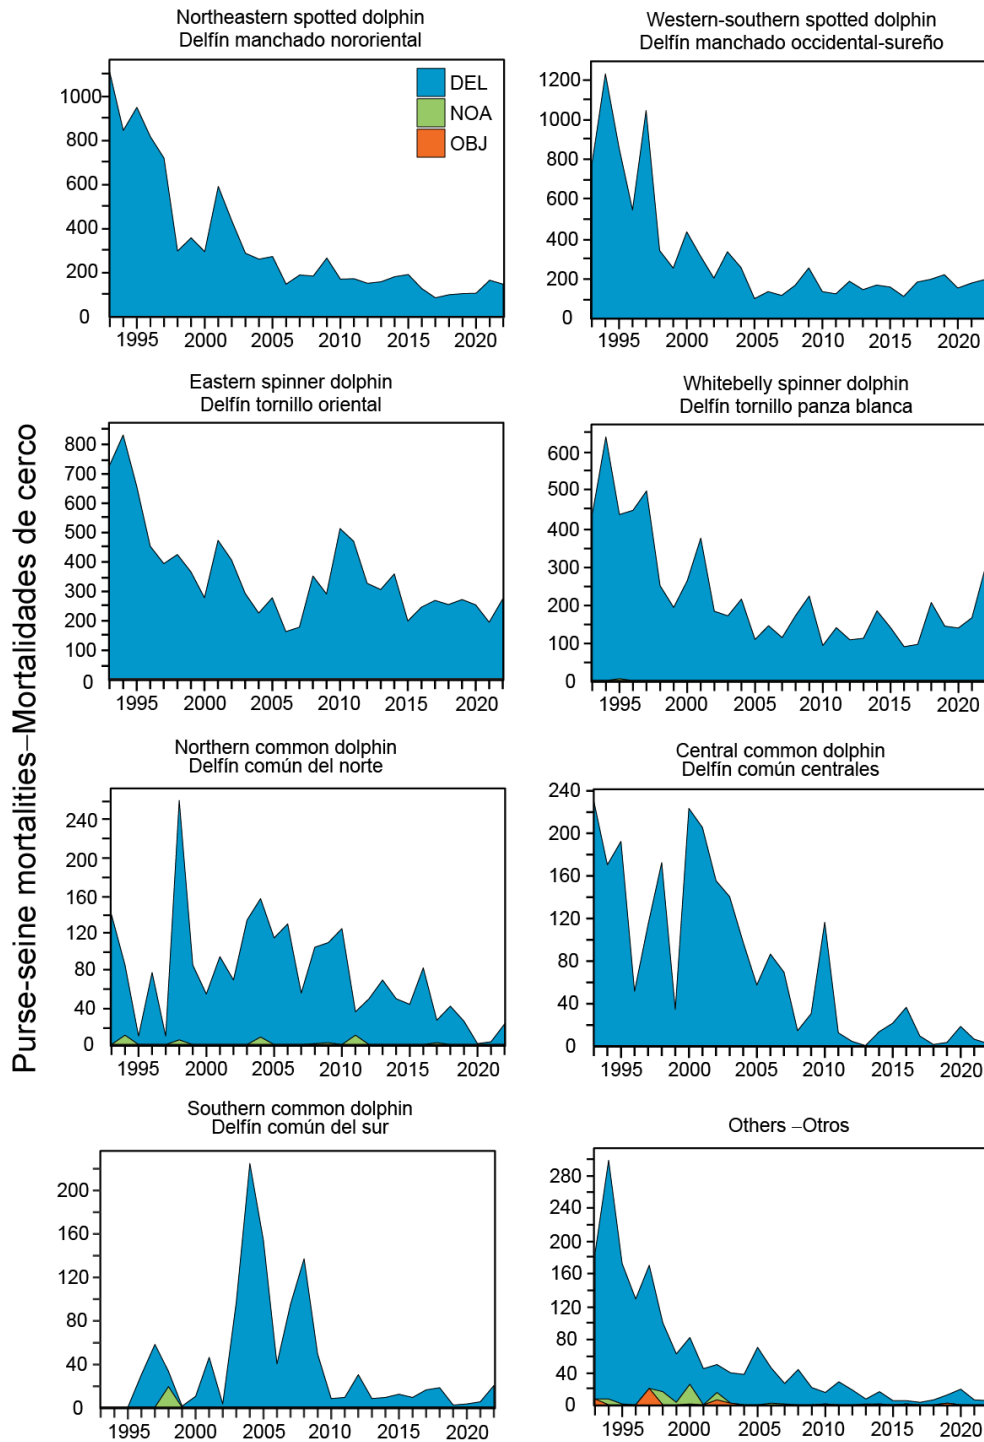 Northeastern spotted dolphin
Delfín manchado nororiental
DEL
NOA
OBJ
1000
800
600
400
200
0
1995 2000 2005 2010 2015 2020
Western-southern spotted dolphin
Delfín manchado occidental-sureño
1200
1000
800
600
400
200
0
1995 2000 2005 2010 2015 2020
Purse-seine mortalities–Mortalidades de cerco
Eastern spinner dolphin
Delfín tornillo oriental
800
700
600
500
400
300
200
100
0
1995 2000 2005 2010 2015 2020
Whitebelly spinner dolphin
Delfín tornillo panza blanca
600
500
400
300
200
100
0
1995 2000 2005 2010 2015 2020
Northern common dolphin
Delfín común del norte
240
200
160
120
80
40
0
1995 2000 2005 2010 2015 2020
Central common dolphin
Delfín común centrales
240
200
160
120
80
40
0
1995 2000 2005 2010 2015 2020
Southern common dolphin
Delfín común del sur
200
160
120
80
40
0
1995 2000 2005 2010 2015 2020
Others –Otros
280
240
200
160
120
80
40
0
1995 2000 2005 2010 2015 2020